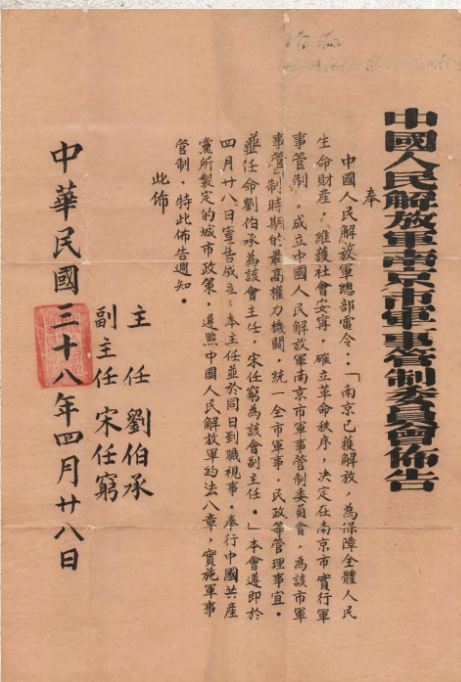 中國人民解放軍南京市軍事管制委員會佈告
奉
中國人民解放軍總部電令：「南京已獲解放，為保障全體人民
生命財產，維護社會安寧，確立革命秩序，决定在南京市實行軍
事管制，成立中國人民解放軍南京市軍事管制委員會，為該市軍
事管制時期的最高權力機關，統一全市軍事，民政等管理事宜。
並任命劉伯承為該會主任，宋任窮為該會副主任。」本會遵即於
四月廿八日宣告成立；本主任並於同日到職視事。奉行中國共產
黨所製定的城市政策，遵照中國人民解放軍約法八章，實施軍事
管制，特此佈告週知。
此佈
主任 劉伯承
副主任 宋任窮
中華民國三十八年四月廿八日